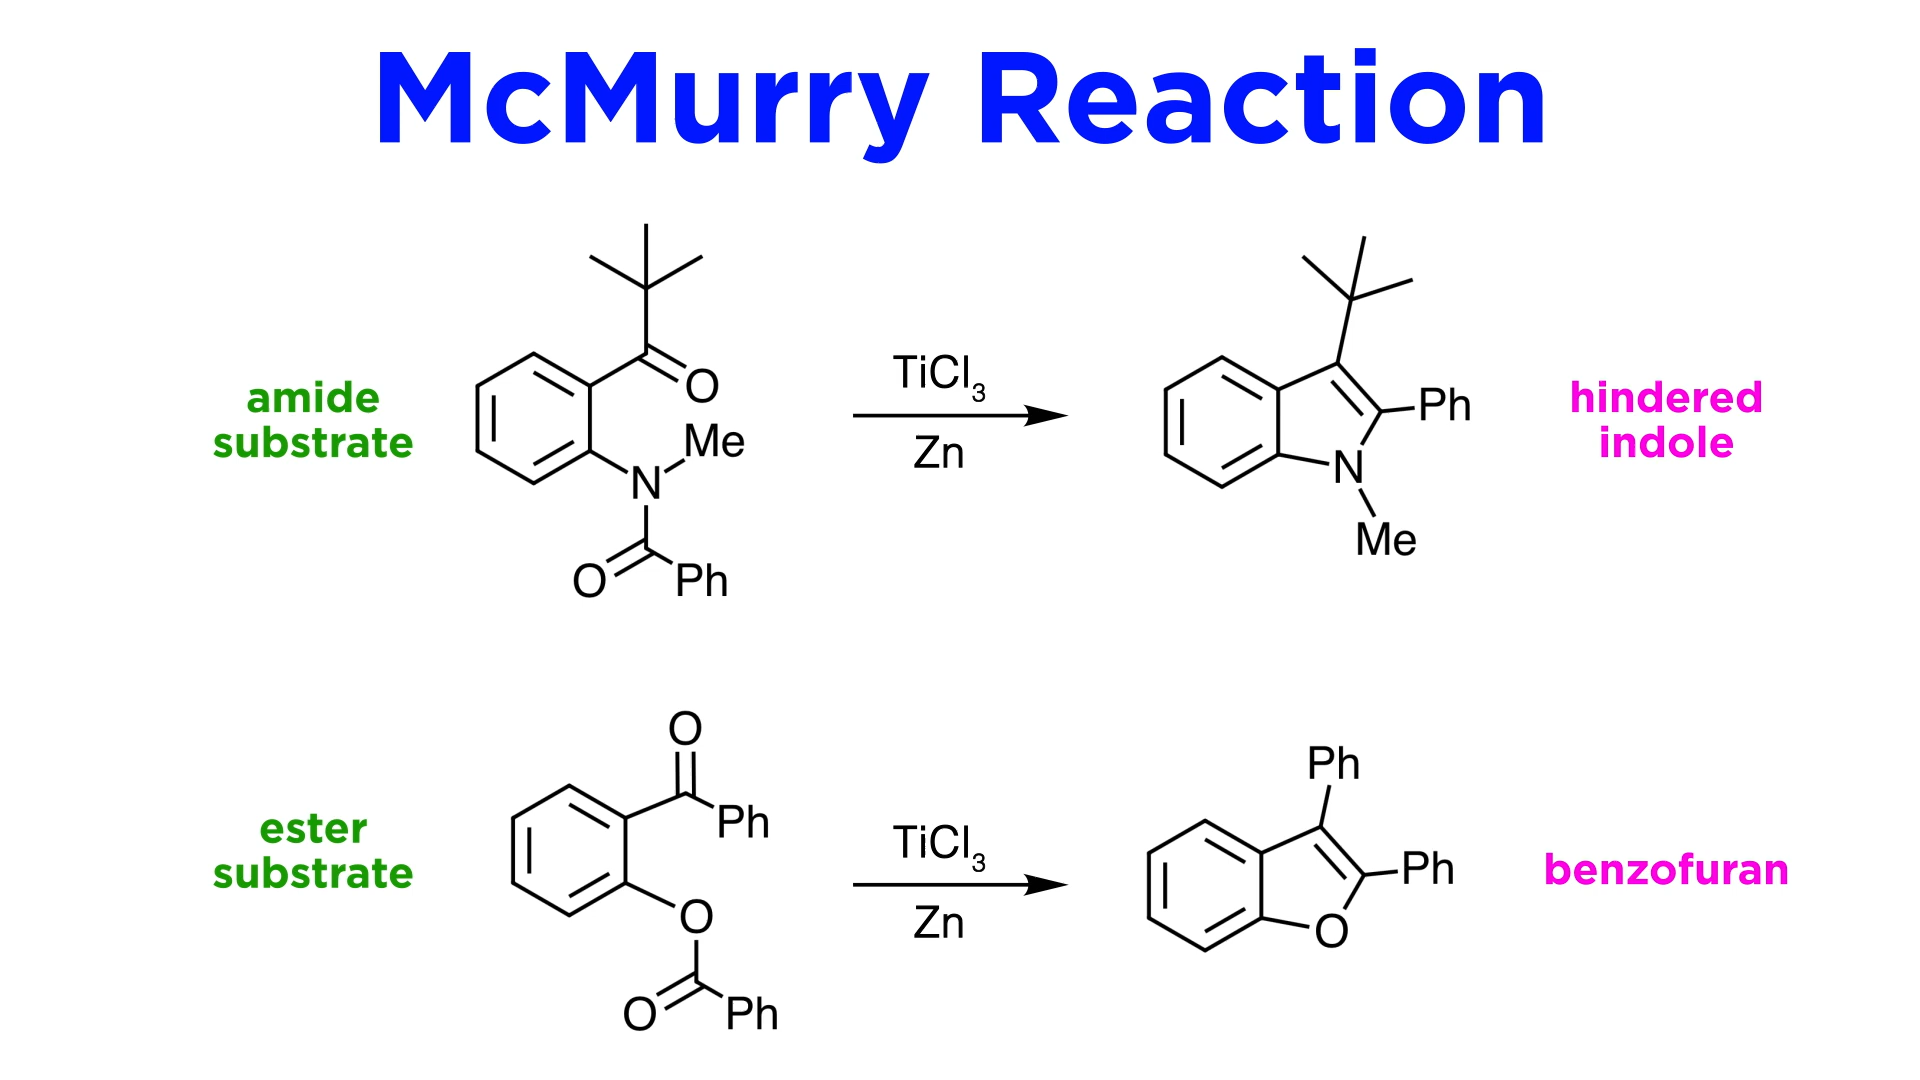 McMurry Reaction
amide
substrate
O
Me
N
O
Ph
TiCl₃
Zn
Ph
N
Me
hindered
indole
ester
substrate
O
Ph
O
O
Ph
TiCl₃
Zn
Ph
Ph
O
benzofuran